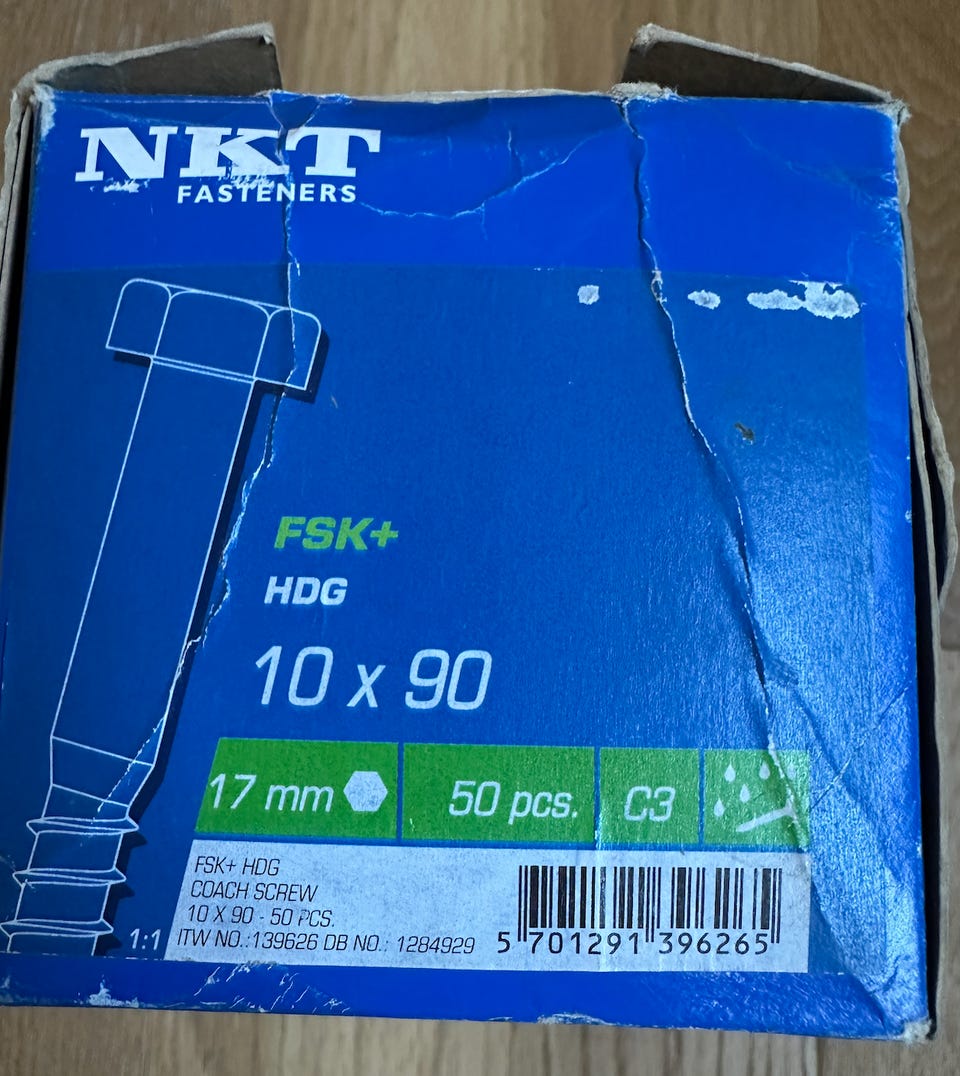 NKT
FASTENERS
FSK+
HDG
10 x 90
17 mm
50 pcs.
C3
FSK+ HDG
COACH SCREW
10 X 90 - 50 PCS.
ITW NO.:139626 DB NO.: 1284929
5 701291 396265
1:1